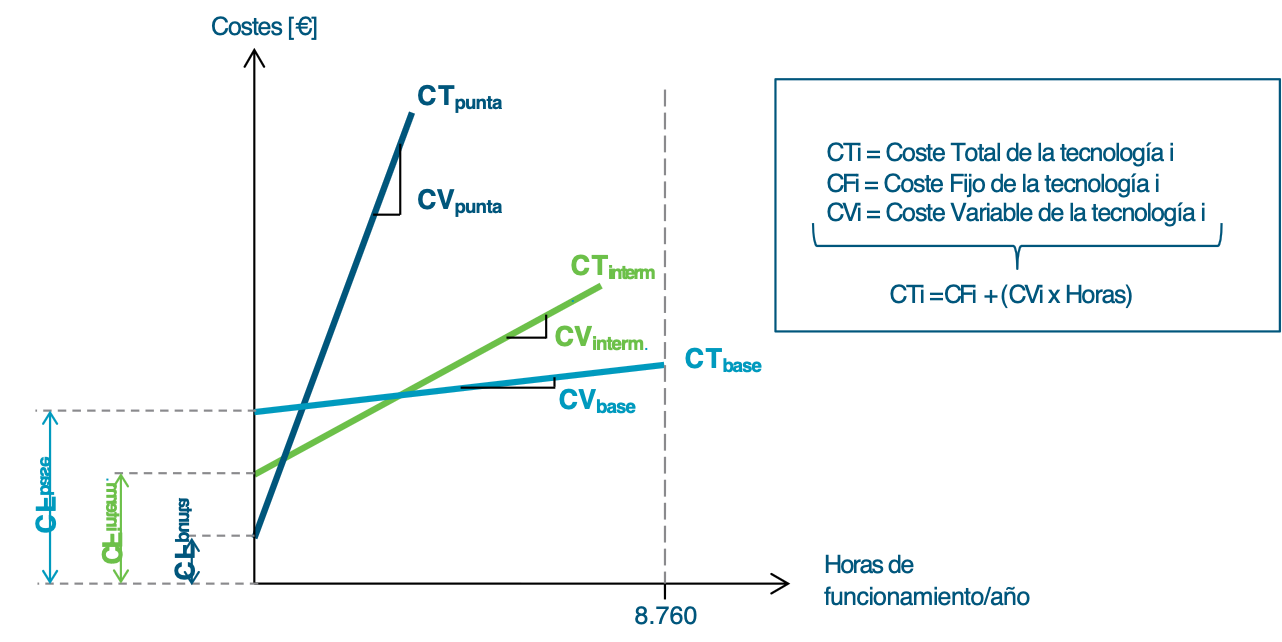 Costes [€]
CTpunta
CVpunta
CTinterm
CVinterm.
CTbase
CVbase
CFbase
CFinterm.
CFpunta
8.760
Horas de
funcionamiento/año
CTi = Coste Total de la tecnología i
CFi = Coste Fijo de la tecnología i
CVi = Coste Variable de la tecnología i
CTi =CFi +(CVi x Horas)